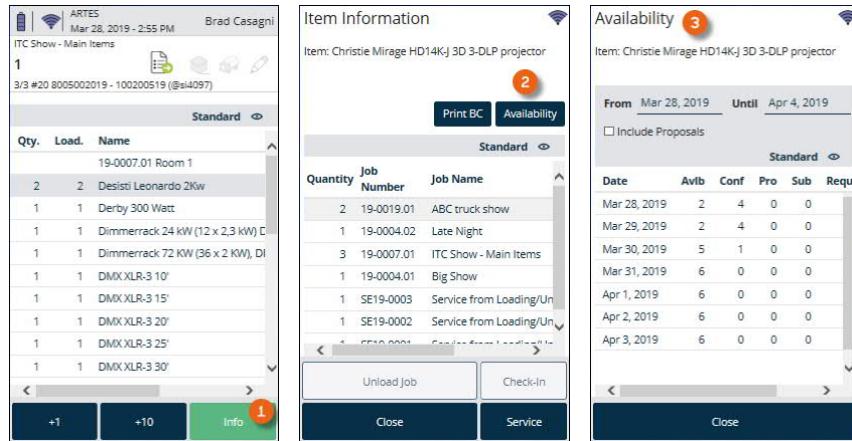 ARTES
Mar 28, 2019 - 2:55 PM Brad Casagni
ITC Show - Main Items
1
3/3 #20 8005002019 - 100200519 (@si4097)
Standard
Qty. Load. Name
19-0007.01 Room 1
2 2 Desisti Leonardo 2Kw
1 1 Derby 300 Watt
1 1 Dimmerrack 24 kW (12 x 2,3 kW) D
1 1 Dimmerrack 72 KW (36 x 2 KW), DI
1 1 DMX XLR-3 10'
1 1 DMX XLR-3 15'
1 1 DMX XLR-3 20'
1 1 DMX XLR-3 25'
1 1 DMX XLR-3 30'
+1 +10 Info 1
Item Information
Item: Christie Mirage HD14K-J 3D 3-DLP projector
2
Print BC Availability
Standard
Quantity Job Number Job Name
2 19-0019.01 ABC truck show
1 19-0004.02 Late Night
3 19-0007.01 ITC Show - Main Items
1 19-0004.01 Big Show
1 SE19-0003 Service from Loading/Un
1 SE19-0002 Service from Loading/Un
1 SE19-0001 Service from Loading/Un
Unload Job Check-In
Close Service
Availability 3
Item: Christie Mirage HD14K-J 3D 3-DLP projector
From Mar 28, 2019 Until Apr 4, 2019
Include Proposals
Standard
Date Avlb Conf Pro Sub Requ
Mar 28, 2019 2 4 0 0
Mar 29, 2019 2 4 0 0
Mar 30, 2019 5 1 0 0
Mar 31, 2019 6 0 0 0
Apr 1, 2019 6 0 0 0
Apr 2, 2019 6 0 0 0
Apr 3, 2019 6 0 0 0
Close